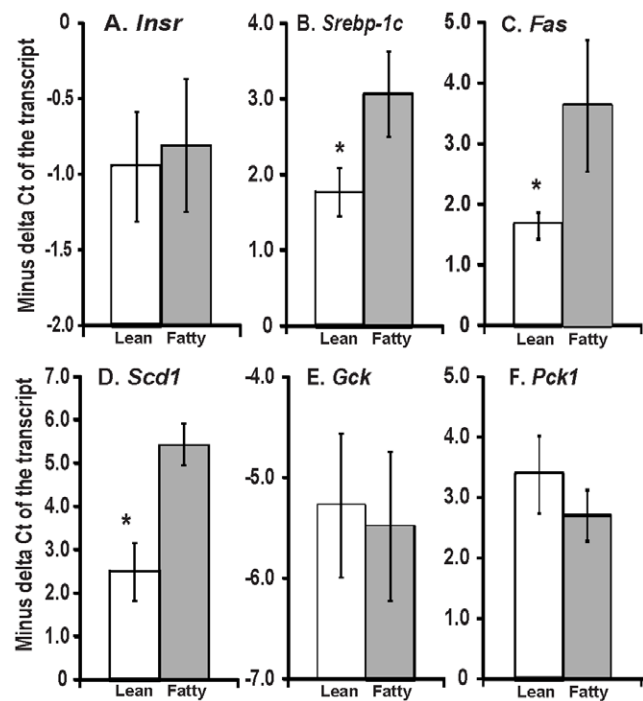 A. Insr
Minus delta Ct of the transcript
0
-0.5
-1.0
-1.5
-2.0
Lean Fatty
B. Srebp-1c
4.0
3.0
2.0
1.0
0
*
Lean Fatty
C. Fas
5.0
4.0
3.0
2.0
1.0
0
*
Lean Fatty
D. Scd1
Minus delta Ct of the transcript
7.0
6.0
5.0
4.0
3.0
2.0
1.0
0
*
Lean Fatty
E. Gck
-4.0
-5.0
-6.0
-7.0
Lean Fatty
F. Pck1
5.0
4.0
3.0
2.0
1.0
0
Lean Fatty